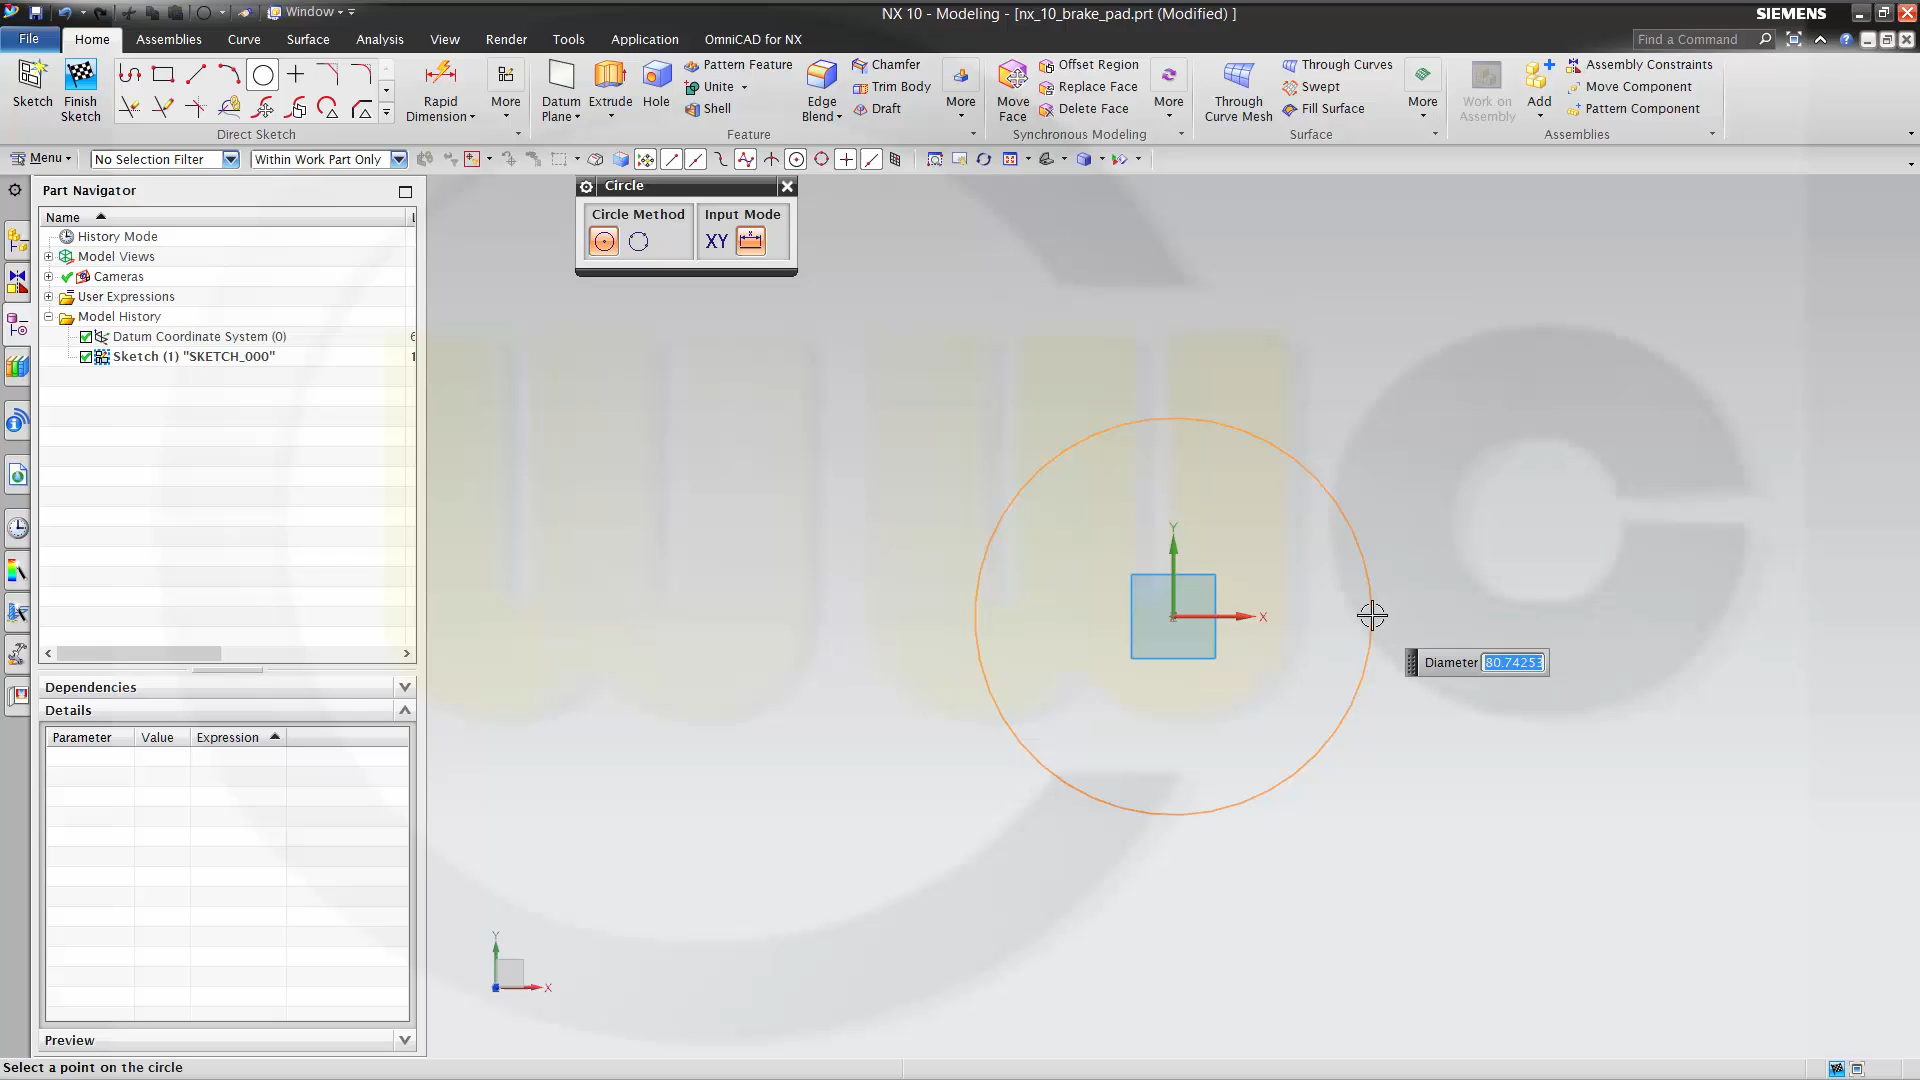 Window
NX 10 - Modeling - [nx_10_brake_pad.prt (Modified) ]
SIEMENS
File
Home
Assemblies
Curve
Surface
Analysis
View
Render
Tools
Application
OmniCAD for NX
Find a Command
Sketch
Finish
Sketch
Direct Sketch
Rapid
Dimension
More
Datum
Plane
Extrude
Hole
Pattern Feature
Unite
Shell
Edge
Blend
Chamfer
Trim Body
Draft
More
Feature
Move
Face
Offset Region
Replace Face
Delete Face
More
Synchronous Modeling
Through
Curve Mesh
Through Curves
Swept
Fill Surface
More
Surface
Work on
Assembly
Add
Assembly Constraints
Move Component
Pattern Component
Assemblies
Menu
No Selection Filter
Within Work Part Only
Part Navigator
Name
History Mode
Model Views
Cameras
User Expressions
Model History
Datum Coordinate System (0)
6
Sketch (1) "SKETCH_000"
1
Dependencies
Details
Parameter
Value
Expression
Preview
Circle
Circle Method
Input Mode
XY
Y
X
Diameter
80.74253
Y
X
Select a point on the circle